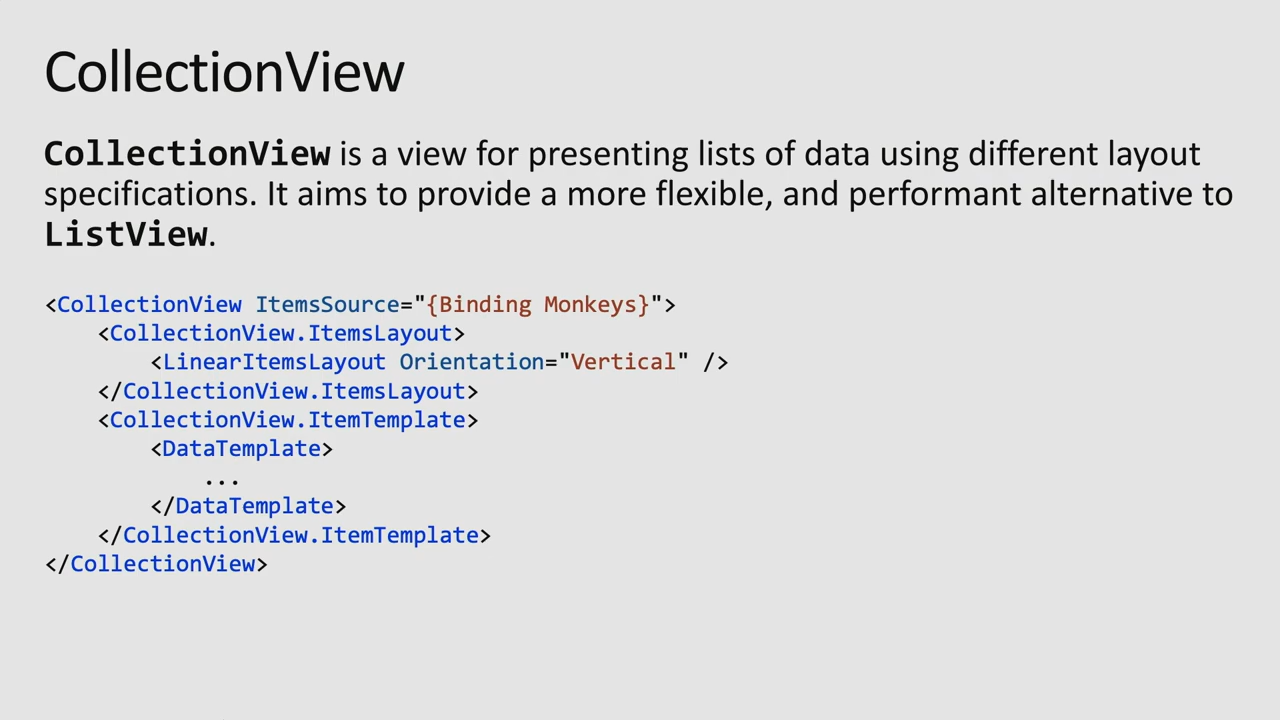 CollectionView
CollectionView is a view for presenting lists of data using different layout
specifications. It aims to provide a more flexible, and performant alternative to
ListView.
<CollectionView ItemsSource="{Binding Monkeys}">
    <CollectionView.ItemsLayout>
        <LinearItemsLayout Orientation="Vertical" />
    </CollectionView.ItemsLayout>
    <CollectionView.ItemTemplate>
        <DataTemplate>
            ...
        </DataTemplate>
    </CollectionView.ItemTemplate>
</CollectionView>